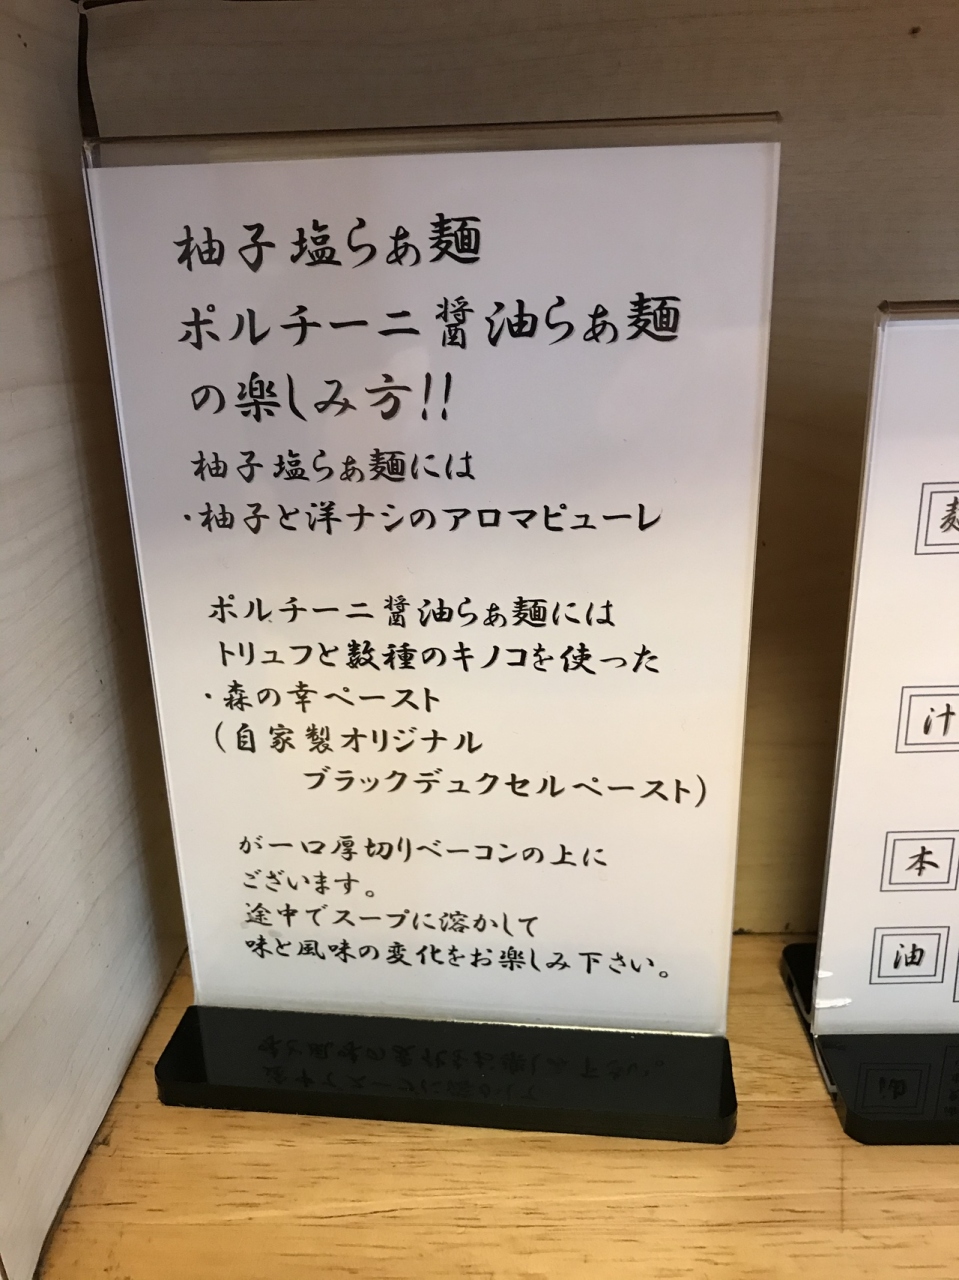 柚子塩らぁ麺
ポルチーニ醤油らぁ麺
の楽しみ方!!
柚子塩らぁ麺には
・柚子と洋ナシのアロマピューレ
ポルチーニ醤油らぁ麺には
トリュフと数種のキノコを使った
・森の幸ペースト
(自家製オリジナル
ブラックデュクセルペースト)
が一口厚切りベーコンの上に
ございます。
途中でスープに溶かして
味と風味の変化をお楽しみ下さい。
汁
本
油